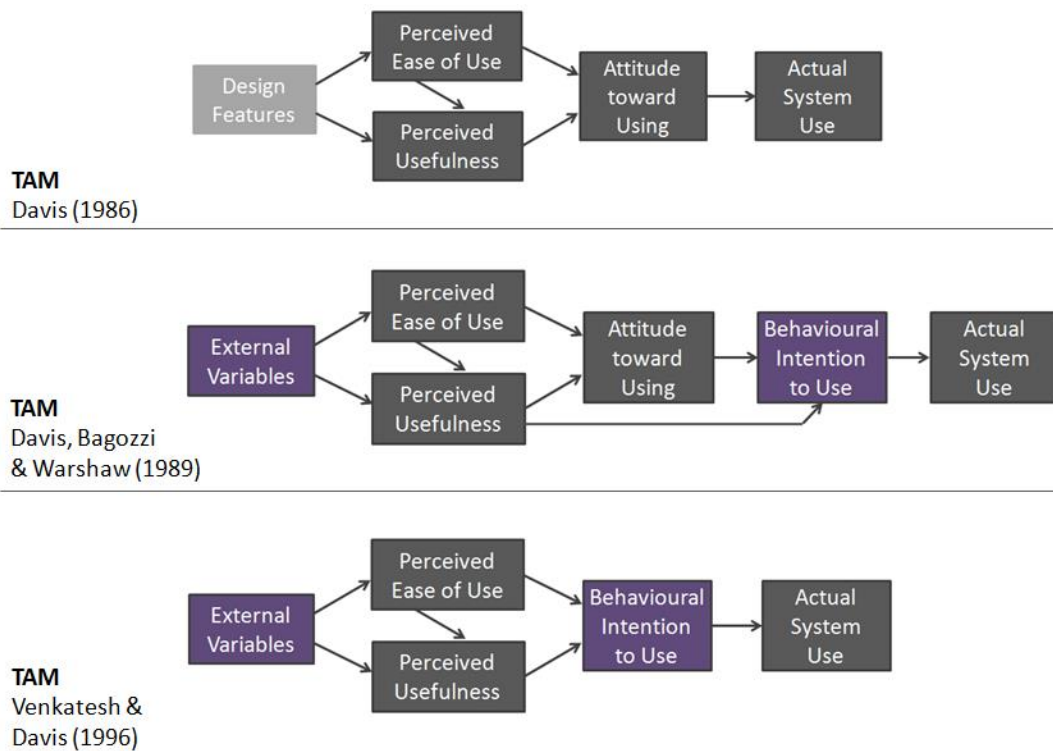 Perceived
Ease of Use
Design
Features
Perceived
Usefulness
Attitude
toward
Using
Actual
System
Use
TAM
Davis (1986)
Perceived
Ease of Use
External
Variables
Perceived
Usefulness
Attitude
toward
Using
Behavioural
Intention
to Use
Actual
System
Use
TAM
Davis, Bagozzi
& Warshaw (1989)
Perceived
Ease of Use
External
Variables
Perceived
Usefulness
Behavioural
Intention
to Use
Actual
System
Use
TAM
Venkatesh &
Davis (1996)